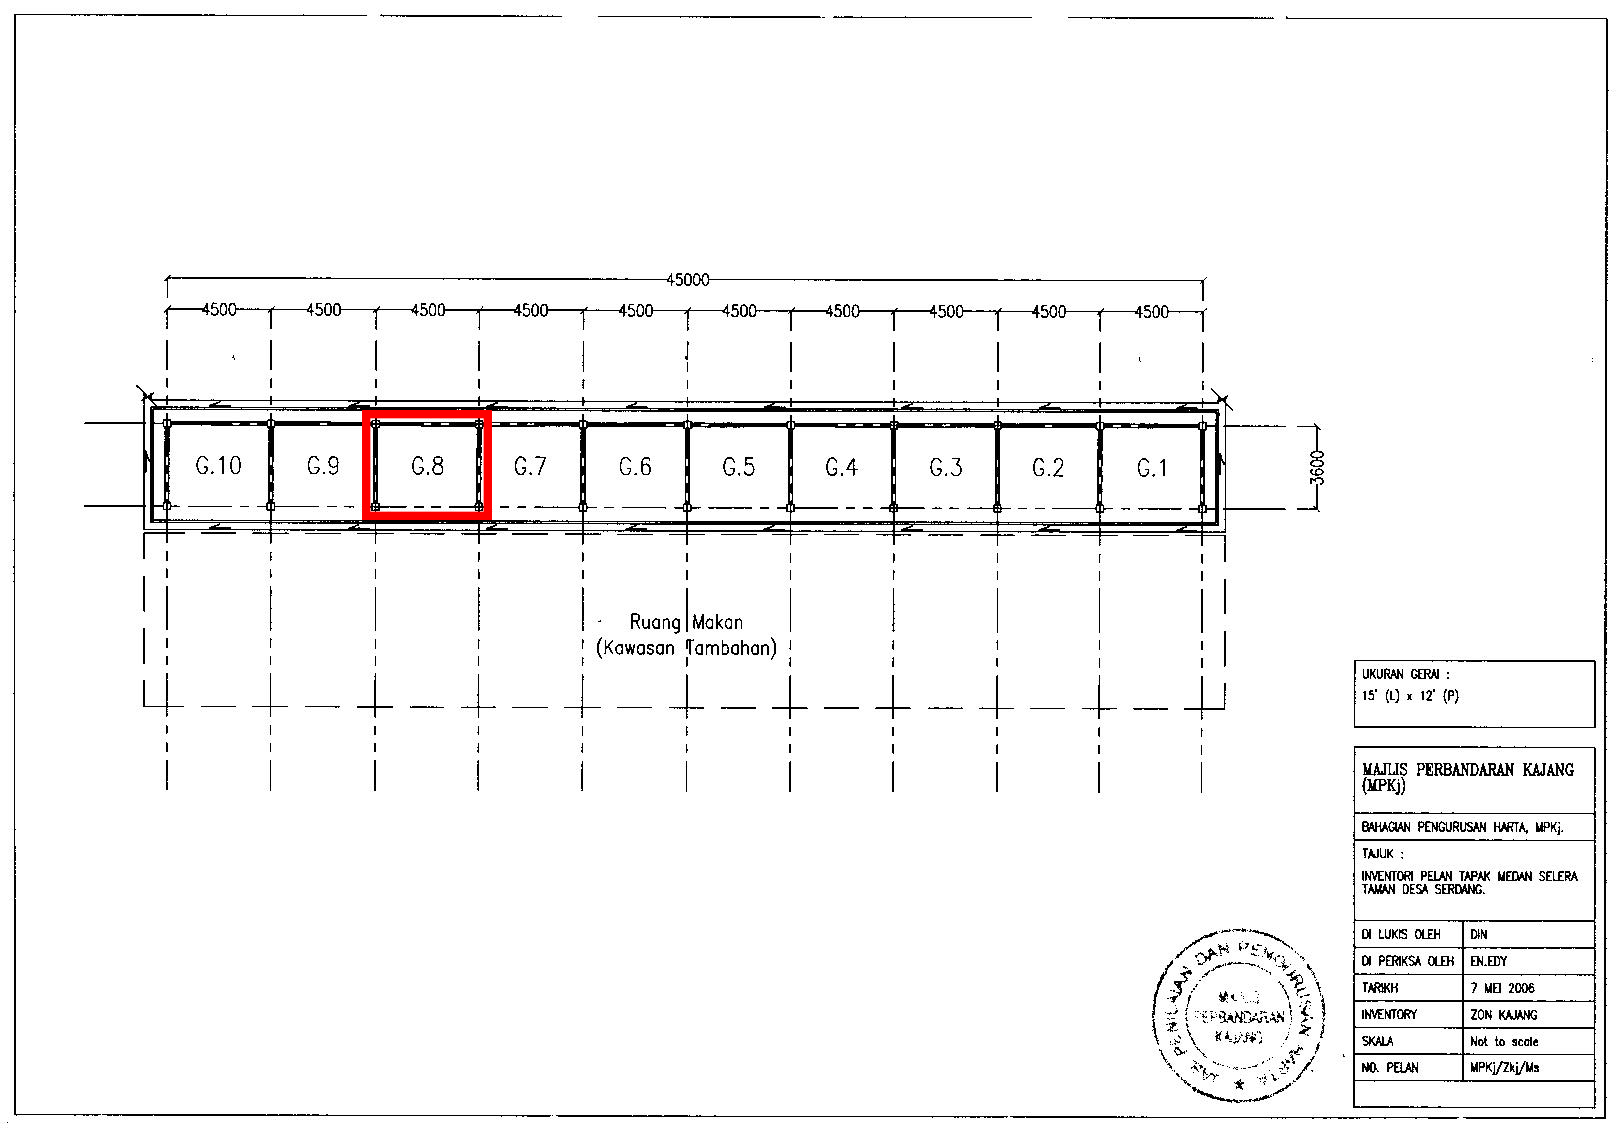 45000
4500 4500 4500 4500 4500 4500 4500 4500 4500 4500
G.10 G.9 G.8 G.7 G.6 G.5 G.4 G.3 G.2 G.1
3600
Ruang Makan
(Kawasan Tambahan)
UKURAN GERAI :
15' (L) x 12' (P)
MAJLIS PERBANDARAN KAJANG
(MPKj)
BAHAGIAN PENGURUSAN HARTA, MPKj.
TAJUK :
INVENTORI PELAN TAPAK MEDAN SELERA
TAMAN DESA SERDANG.
DI LUKIS OLEH DIN
DI PERIKSA OLEH EN.EDY
TARIKH 7 MEI 2006
INVENTORY ZON KAJANG
SKALA Not to scale
NO. PELAN MPKj/Zkj/Ms
JAB PENILAIAN DAN PENGURUSAN HARTA
MAJLIS
PERBANDARAN
KAJANG